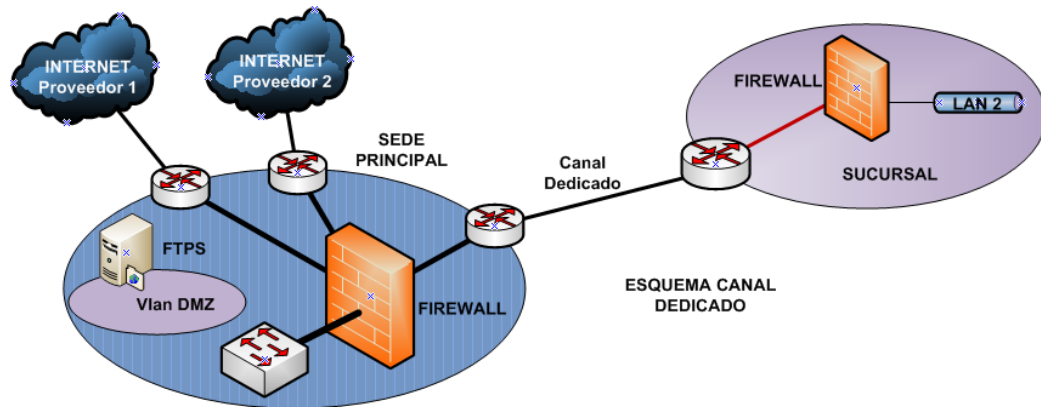 INTERNET
Proveedor 1
INTERNET
Proveedor 2
SEDE
PRINCIPAL
FIREWALL
LAN 2
SUCURSAL
Canal
Dedicado
FTPS
Vlan DMZ
FIREWALL
ESQUEMA CANAL
DEDICADO